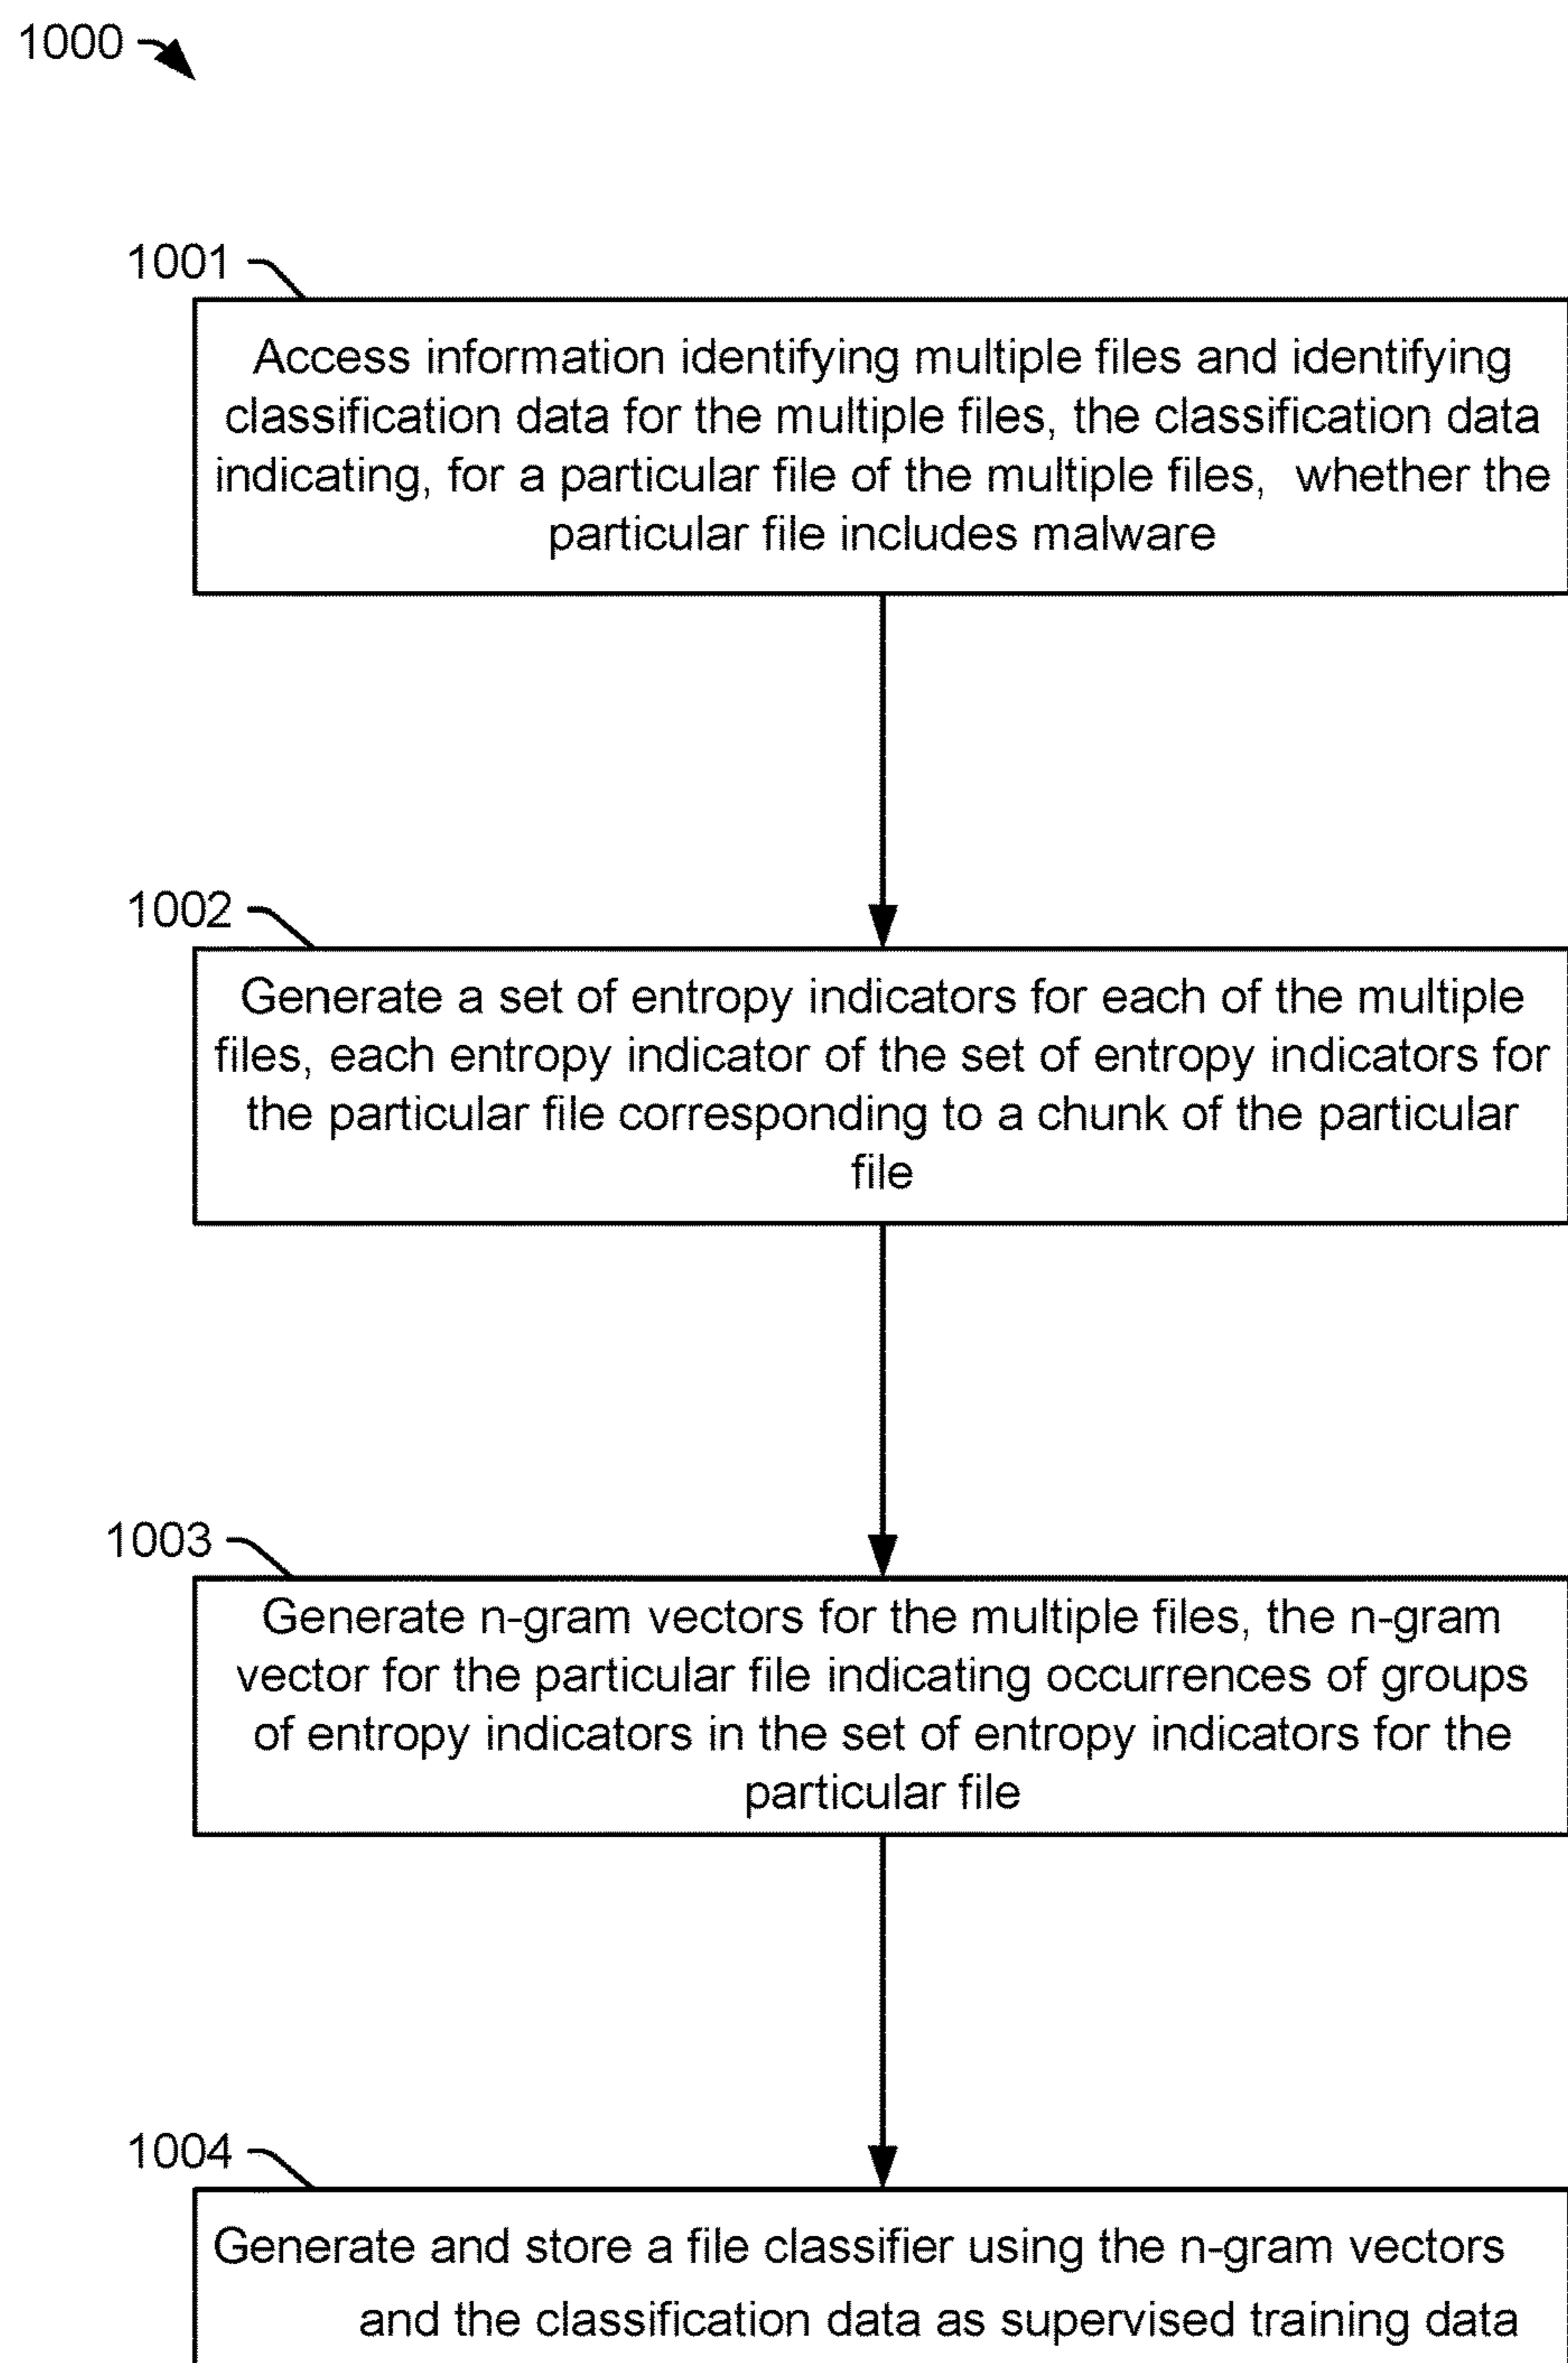 1000
1001
Access information identifying multiple files and identifying
classification data for the multiple files, the classification data
indicating, for a particular file of the multiple files,  whether the
particular file includes malware
1002
Generate a set of entropy indicators for each of the multiple
files, each entropy indicator of the set of entropy indicators for
the particular file corresponding to a chunk of the particular
file
1003
Generate n-gram vectors for the multiple files, the n-gram
vector for the particular file indicating occurrences of groups
of entropy indicators in the set of entropy indicators for the
particular file
1004
Generate and store a file classifier using the n-gram vectors
and the classification data as supervised training data